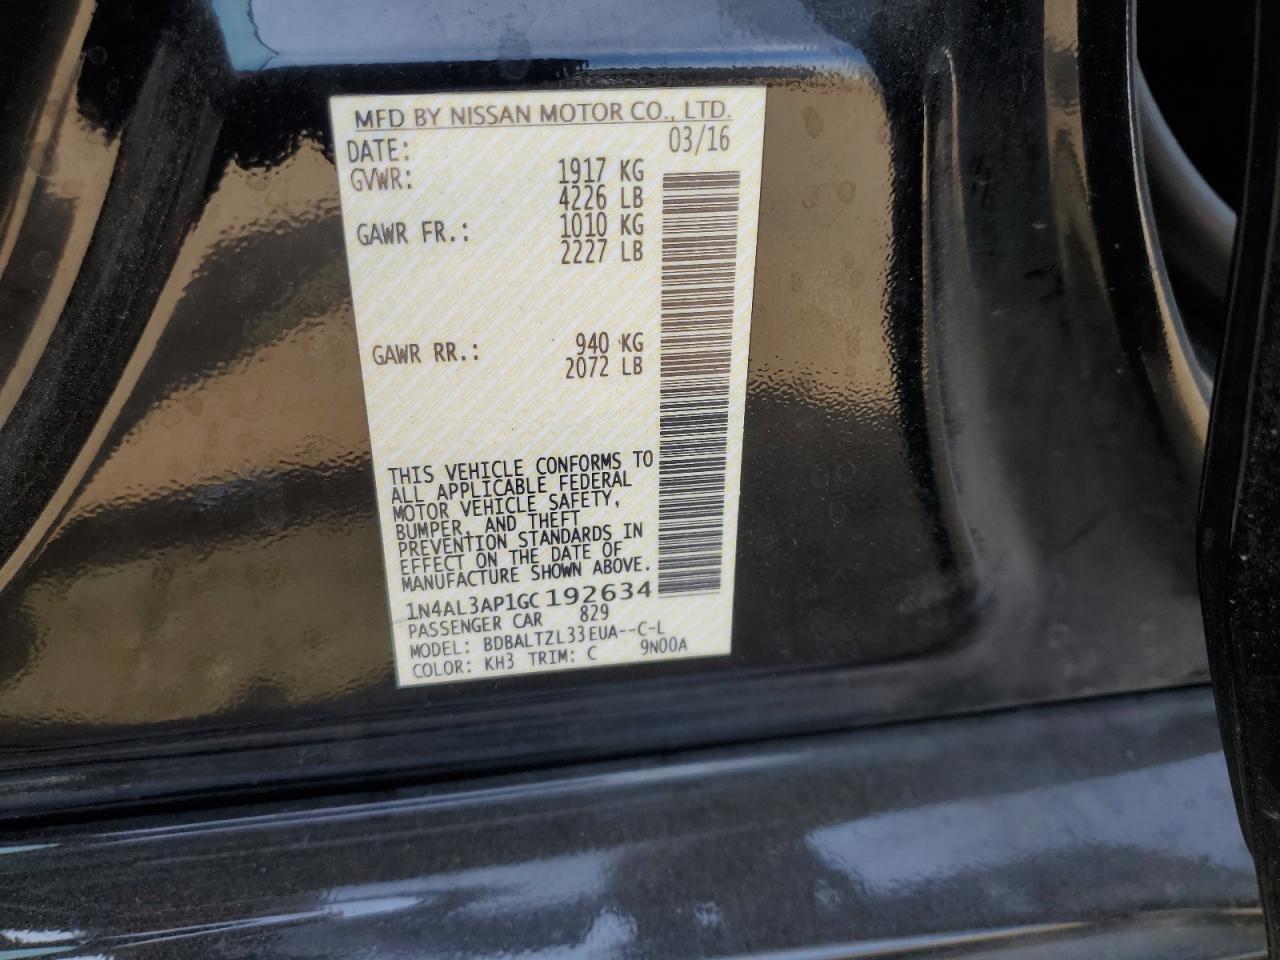 MFD BY NISSAN MOTOR CO., LTD.
DATE: 03/16
GVWR: 1917 KG
4226 LB
GAWR FR.: 1010 KG
2227 LB
GAWR RR.: 940 KG
2072 LB
THIS VEHICLE CONFORMS TO
ALL APPLICABLE FEDERAL
MOTOR VEHICLE SAFETY,
BUMPER, AND THEFT
PREVENTION STANDARDS IN
EFFECT ON THE DATE OF
MANUFACTURE SHOWN ABOVE.
1N4AL3AP1GC192634
PASSENGER CAR 829
MODEL: BDBALTZL33EUA--C-L
COLOR: KH3 TRIM: C 9N00A